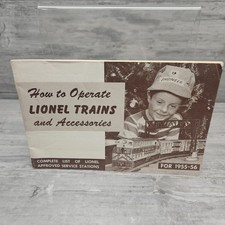 How to Operate
LIONEL TRAINS
and Accessories
COMPLETE LIST OF LIONEL
APPROVED SERVICE STATIONS
FOR 1955-56